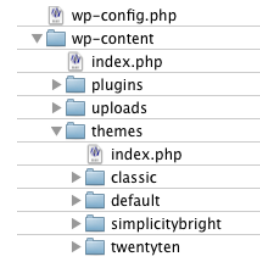 wp-config.php
wp-content
index.php
plugins
uploads
themes
index.php
classic
default
simplicitybright
twentyten